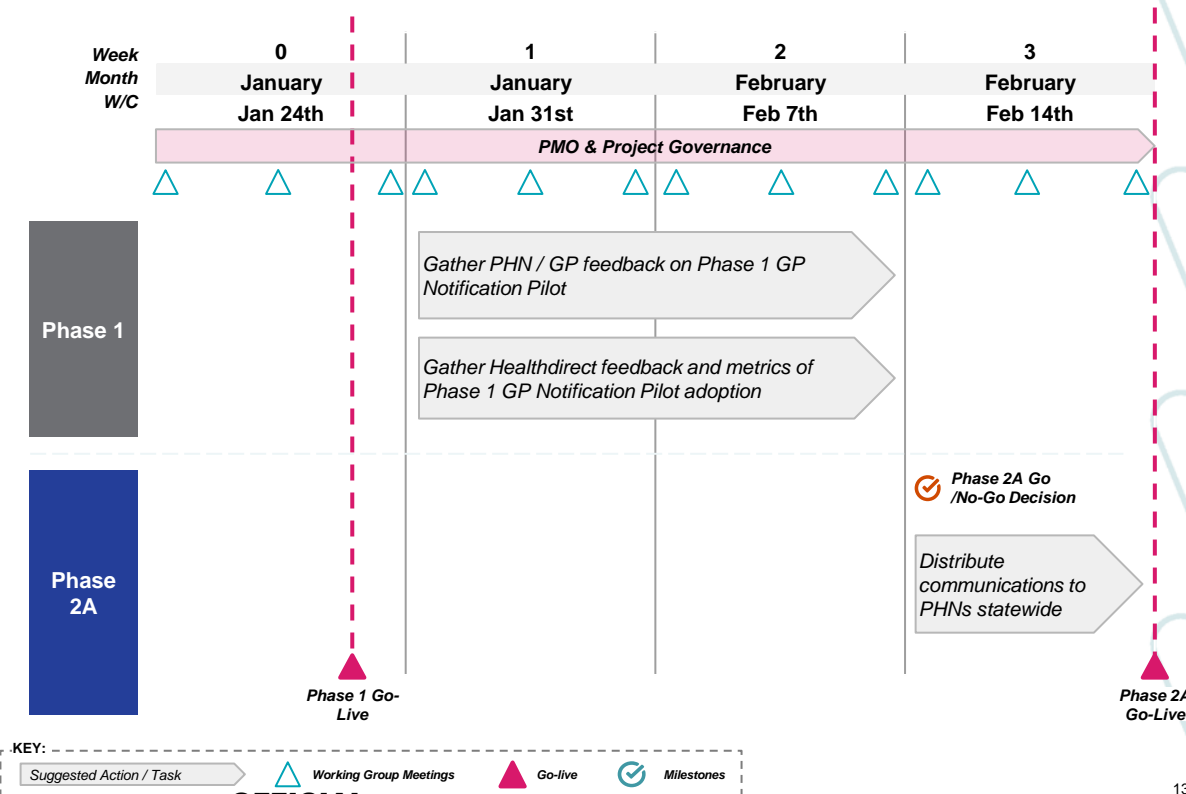 Week 0 1 2 3
Month January January February February
W/C Jan 24th Jan 31st Feb 7th Feb 14th
PMO & Project Governance
Phase 1
Gather PHN / GP feedback on Phase 1 GP
Notification Pilot
Gather Healthdirect feedback and metrics of
Phase 1 GP Notification Pilot adoption
Phase
2A
Phase 2A Go
/No-Go Decision
Distribute
communications to
PHNs statewide
Phase 1 Go-
Live
Phase 2A
Go-Live
KEY:
Suggested Action / Task Working Group Meetings Go-live Milestones
13